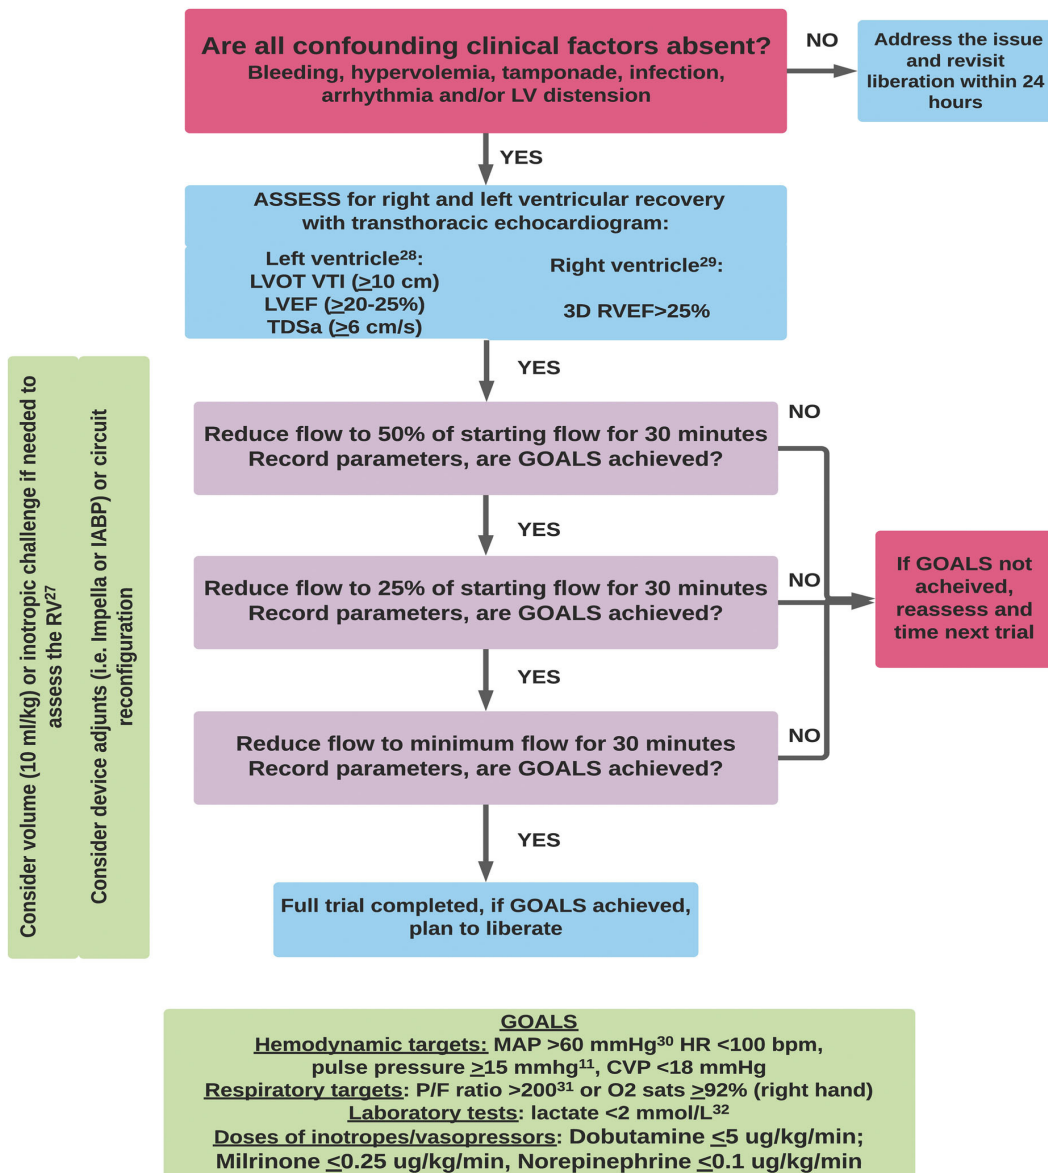 Are all confounding clinical factors absent?
Bleeding, hypervolemia, tamponade, infection,
arrhythmia and/or LV distension
NO
Address the issue
and revisit
liberation within 24
hours
YES
ASSESS for right and left ventricular recovery
with transthoracic echocardiogram:
Left ventricle28:
LVOT VTI (≥10 cm)
LVEF (≥20-25%)
TDSa (≥6 cm/s)
Right ventricle29:
3D RVEF>25%
YES
Consider volume (10 ml/kg) or inotropic challenge if needed to
assess the RV27
Consider device adjunts (i.e. Impella or IABP) or circuit
reconfiguration
Reduce flow to 50% of starting flow for 30 minutes
Record parameters, are GOALS achieved?
NO
YES
Reduce flow to 25% of starting flow for 30 minutes
Record parameters, are GOALS achieved?
NO
If GOALS not
acheived,
reassess and
time next trial
YES
Reduce flow to minimum flow for 30 minutes
Record parameters, are GOALS achieved?
NO
YES
Full trial completed, if GOALS achieved,
plan to liberate
GOALS
Hemodynamic targets: MAP >60 mmHg30 HR <100 bpm,
pulse pressure ≥15 mmhg11, CVP <18 mmHg
Respiratory targets: P/F ratio >20031 or O2 sats ≥92% (right hand)
Laboratory tests: lactate <2 mmol/L32
Doses of inotropes/vasopressors: Dobutamine ≤5 ug/kg/min;
Milrinone ≤0.25 ug/kg/min, Norepinephrine ≤0.1 ug/kg/min